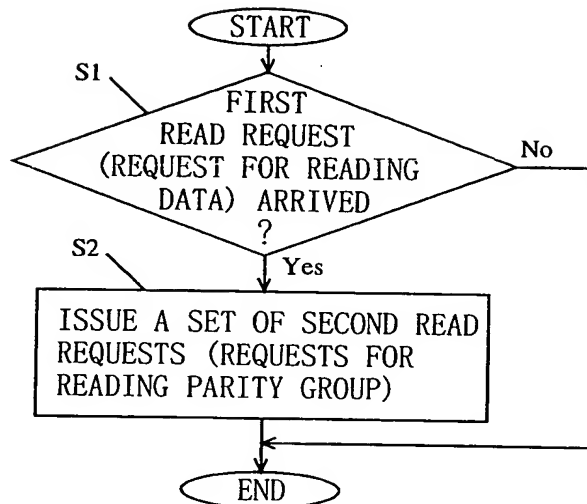 START
S1
FIRST
READ REQUEST
(REQUEST FOR READING
DATA) ARRIVED
?
No
S2
Yes
ISSUE A SET OF SECOND READ
REQUESTS (REQUESTS FOR
READING PARITY GROUP)
END